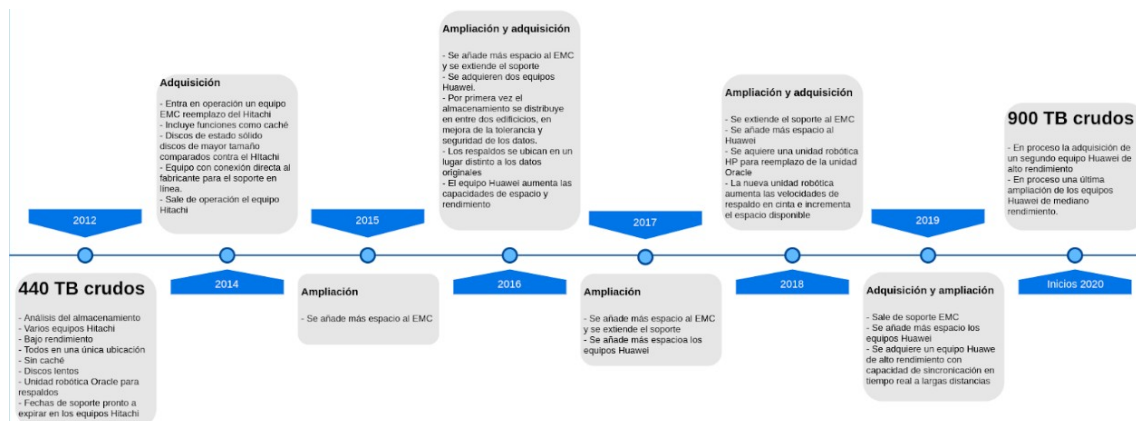 2012
440 TB crudos
- Análisis del almacenamiento
- Varios equipos Hitachi
- Bajo rendimiento
- Todos en una única ubicación
- Sin caché
- Discos lentos
- Unidad robótica Oracle para
respaldos
- Fechas de soporte pronto a
expirar en los equipos Hitachi
Adquisición
- Entra en operación un equipo
EMC reemplazo del Hitachi
- Incluye funciones como caché
- Discos de estado sólido
discos de mayor tamaño
comparados contra el HItachi
- Equipo con conexión directa al
fabricante para el soporte en
línea.
- Sale de operación el equipo
Hitachi
2014
2015
Ampliación
- Se añade más espacio al EMC
Ampliación y adquisición
- Se añade más espacio al EMC
y se extiende el soporte
- Se adquieren dos equipos
Huawei.
- Por primera vez el
almacenamiento se distribuye
en entre dos edificicios, en
mejora de la tolerancia y
seguridad de los datos.
- Los respaldos se ubican en un
lugar distinto a los datos
originales
- El equipo Huawei aumenta las
capacidades de espacio y
rendimiento
2016
2017
Ampliación
- Se añade más espacio al EMC
y se extiende el soporte
- Se añade más espacioa los
equipos Huawei
Ampliación y adquisición
- Se extiende el soporte al EMC
- Se añade más espacio al
Huawei
- Se aquiere una unidad robótica
HP para reemplazo de la unidad
Oracle
- La nueva unidad robótica
aumenta las velocidades de
respaldo en cinta e incrementa
el espacio disponible
2018
2019
Adquisición y ampliación
- Sale de soporte EMC
- Se añade más espacio los
equipos Huawei
- Se adquiere un equipo Huawe
de alto rendimiento con
capacidad de sincronicación en
tiempo real a largas distancias
900 TB crudos
- En proceso la adquisición de
un segundo equipo Huawei de
alto rendimiento
- En proceso una última
ampliación de los equipos
Huawei de mediano
rendimiento.
Inicios 2020